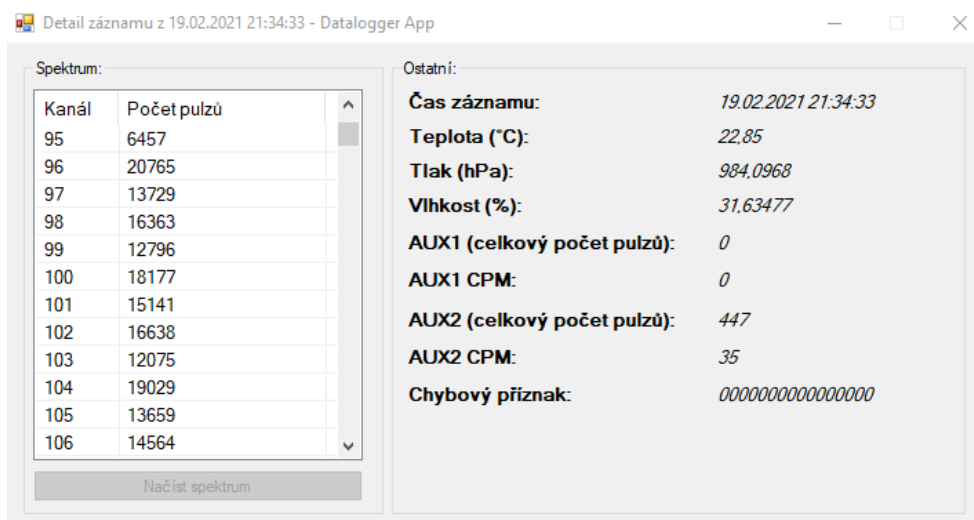 Detail záznamu z 19.02.2021 21:34:33 - Datalogger App
Spektrum:
Kanál Počet pulzů
95 6457
96 20765
97 13729
98 16363
99 12796
100 18177
101 15141
102 16638
103 12075
104 19029
105 13659
106 14564
Načíst spektrum
Ostatní:
Čas záznamu: 19.02.2021 21:34:33
Teplota (°C): 22,85
Tlak (hPa): 984,0968
Vlhkost (%): 31,63477
AUX1 (celkový počet pulzů): 0
AUX1 CPM: 0
AUX2 (celkový počet pulzů): 447
AUX2 CPM: 35
Chybový příznak: 0000000000000000